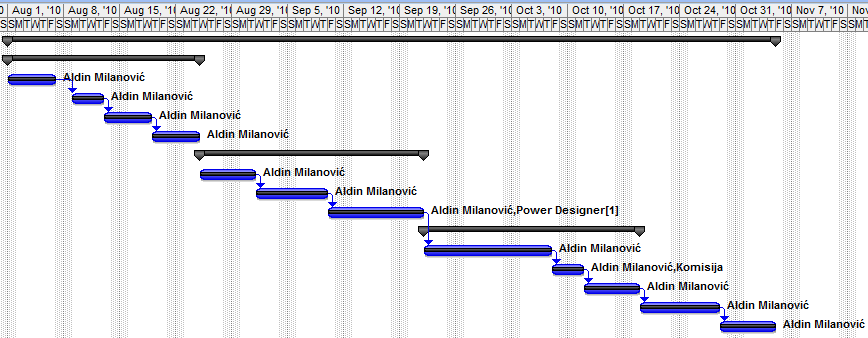 0 Aug 1, '10 Aug 8, '10 Aug 15, '10 Aug 22, '10 Aug 29, '10 Sep 5, '10 Sep 12, '10 Sep 19, '10 Sep 26, '10 Oct 3, '10 Oct 10, '10 Oct 17, '10 Oct 24, '10 Oct 31, '10 Nov 7, '10 Nov
SSMTWTFSSMTWTFSSMTWTFSSMTWTFSSMTWTFSSMTWTFSSMTWTFSSMTWTFSSMTWTFSSMTWTFSSMTWTFSSMTWTFSSMTWTFSSMTWTFSSMTWTFSSM
Aldin Milanović
Aldin Milanović
Aldin Milanović
Aldin Milanović
Aldin Milanović
Aldin Milanović
Aldin Milanović,Power Designer[1]
Aldin Milanović
Aldin Milanović,Komisija
Aldin Milanović
Aldin Milanović
Aldin Milanović